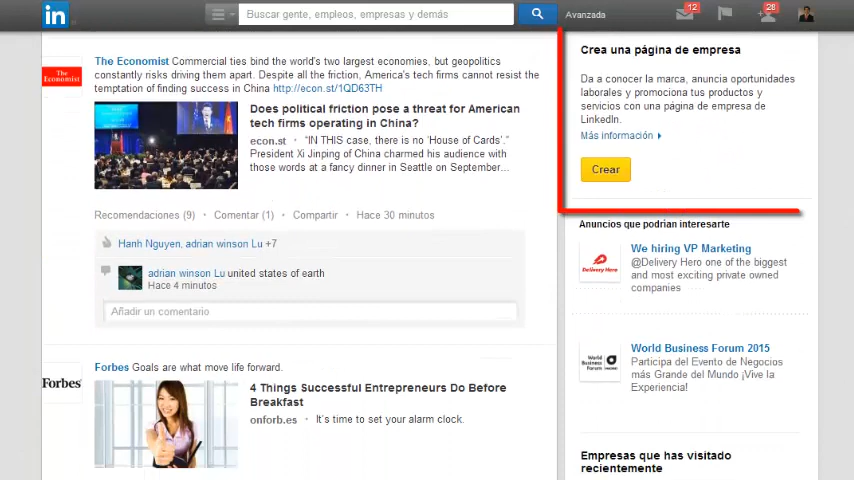 in
Buscar gente, empleos, empresas y demás
Avanzada
12
28
The Economist Commercial ties bind the world's two largest economies, but geopolitics
constantly risks driving them apart. Despite all the friction, America's tech firms cannot resist the
temptation of finding success in China http://econ.st/1QD63TH
The
Economist
Does political friction pose a threat for American
tech firms operating in China?
econ.st · "IN THIS case, there is no 'House of Cards'."
President Xi Jinping of China charmed his audience with
those words at a fancy dinner in Seattle on September...
Recomendaciones (9) · Comentar (1) · Compartir · Hace 30 minutos
Hanh Nguyen, adrian winson Lu +7
adrian winson Lu united states of earth
Hace 4 minutos
Añadir un comentario
Forbes Goals are what move life forward.
Forbes
4 Things Successful Entrepreneurs Do Before
Breakfast
onforb.es · It's time to set your alarm clock.
Crea una página de empresa
Da a conocer la marca, anuncia oportunidades
laborales y promociona tus productos y
servicios con una página de empresa de
LinkedIn.
Más información
Crear
Anuncios que podrían interesarte
We hiring VP Marketing
@Delivery Hero one of the biggest
and most exciting private owned
companies
Delivery Hero
World Business Forum 2015
Participa del Evento de Negocios
más Grande del Mundo ¡Vive la
Experiencia!
World
Business
Forum
Empresas que has visitado
recientemente